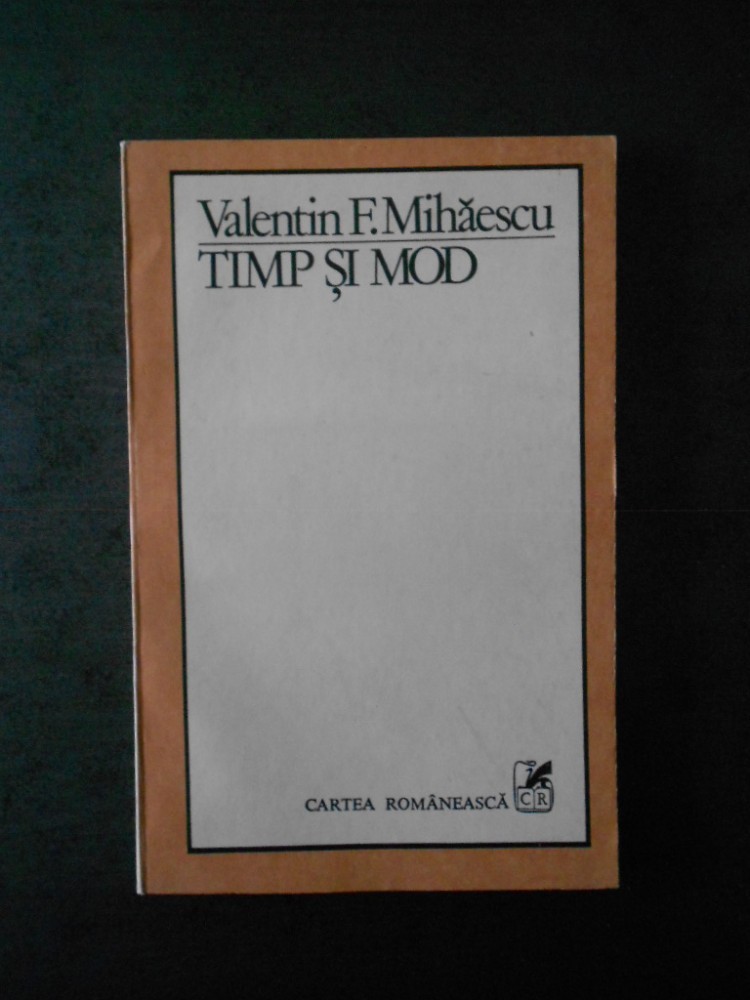 Valentin F. Mihăescu
TIMP ȘI MOD
CARTEA ROMÂNEASCĂ
CR